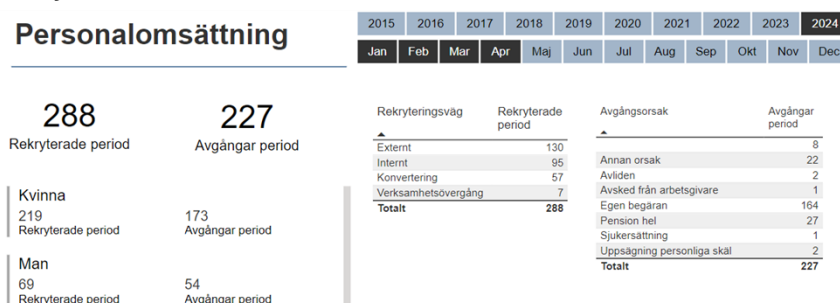 Personalomsättning
2015 2016 2017 2018 2019 2020 2021 2022 2023 2024
Jan Feb Mar Apr Maj Jun Jul Aug Sep Okt Nov Dec
288 227
Rekryterade period Avgångar period
Kvinna
219 173
Rekryterade period Avgångar period
Man
69 54
Rekryterade period Avgångar period
Rekryteringsväg Rekryterade period
Externt 130
Internt 95
Konvertering 57
Verksamhetsövergång 7
Totalt 288
Avgångsorsak Avgångar period
8
Annan orsak 22
Avliden 2
Avsked från arbetsgivare 1
Egen begäran 164
Pension hel 27
Sjukersättning 1
Uppsägning personliga skäl 2
Totalt 227